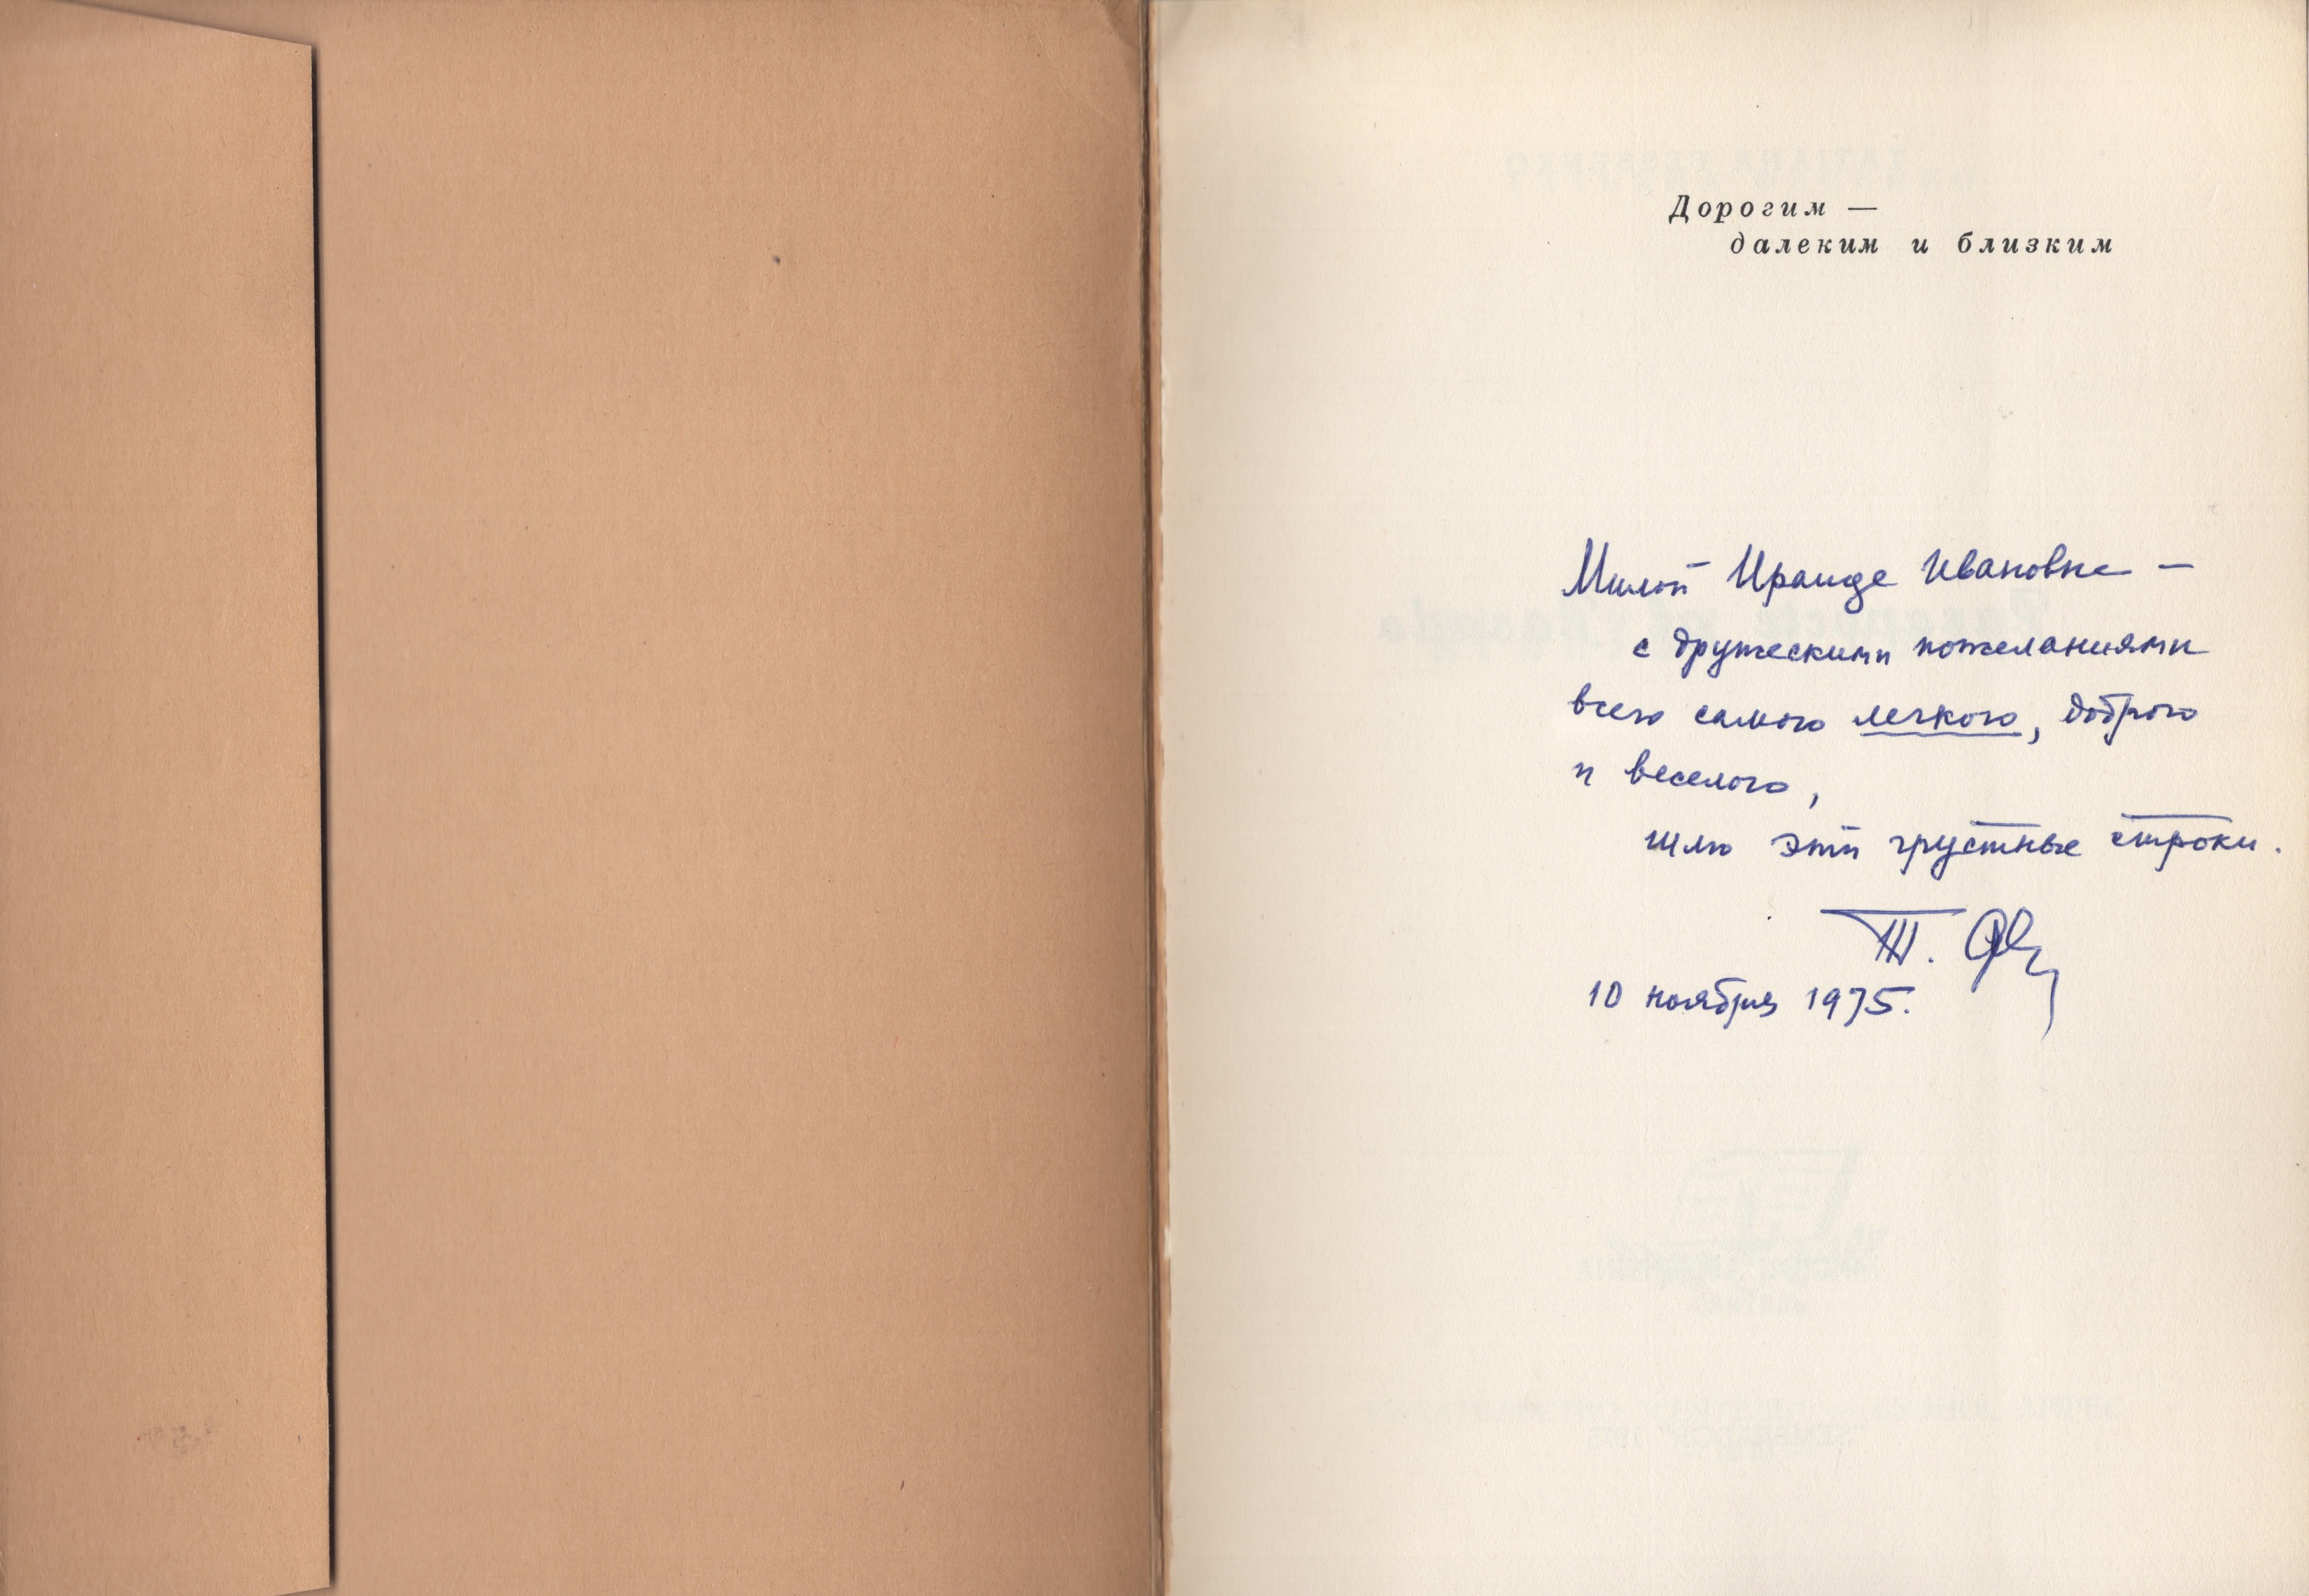 Дорогим —
далеким и близким
Милой Ираиде Ивановне —
с дружескими пожеланиями
всего самого легкого, доброго
и веселого,
шлю эти грустные строки.
Т.
10 ноября 1975.